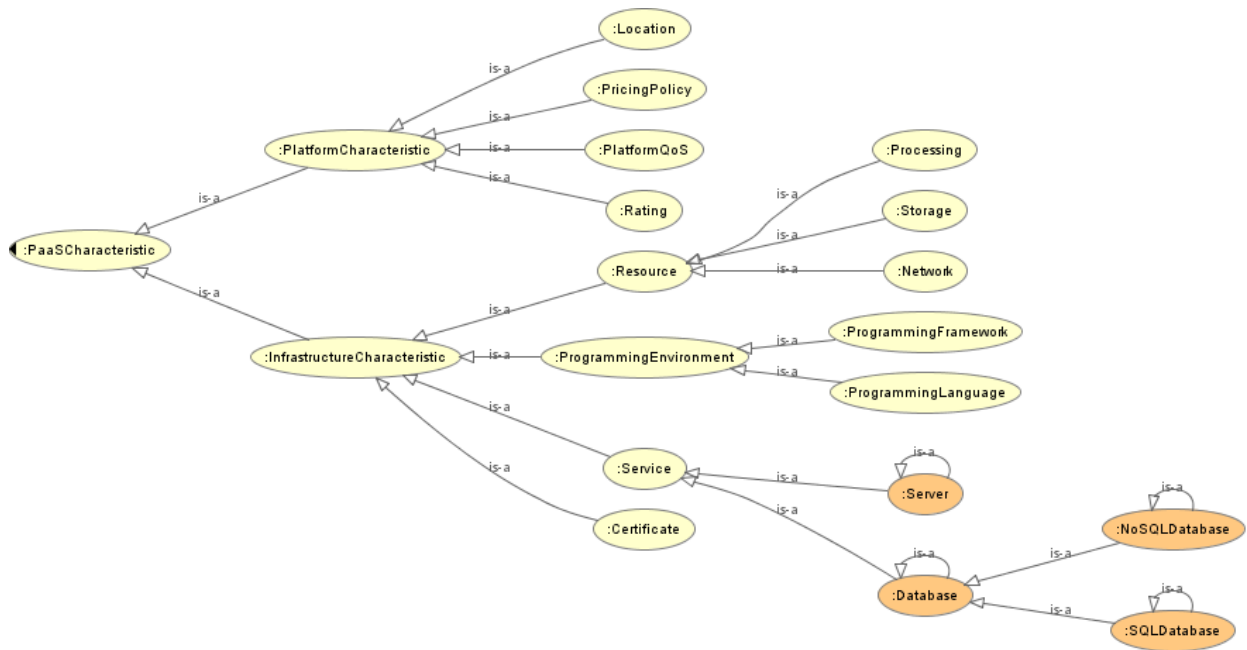 :Location
is-a
:PricingPolicy
is-a
:PlatformCharacteristic
is-a
:PlatformQoS
:Processing
is-a
is-a
:Rating
is-a
:Storage
is-a
:PaaSCharacteristic
:Resource
is-a
:Network
is-a
is-a
:ProgrammingFramework
is-a
:InfrastructureCharacteristic
is-a
:ProgrammingEnvironment
is-a
:ProgrammingLanguage
is-a
is-a
:Service
is-a
is-a
:Server
is-a
is-a
:Certificate
is-a
:NoSQLDatabase
is-a
is-a
:Database
is-a
is-a
:SQLDatabase